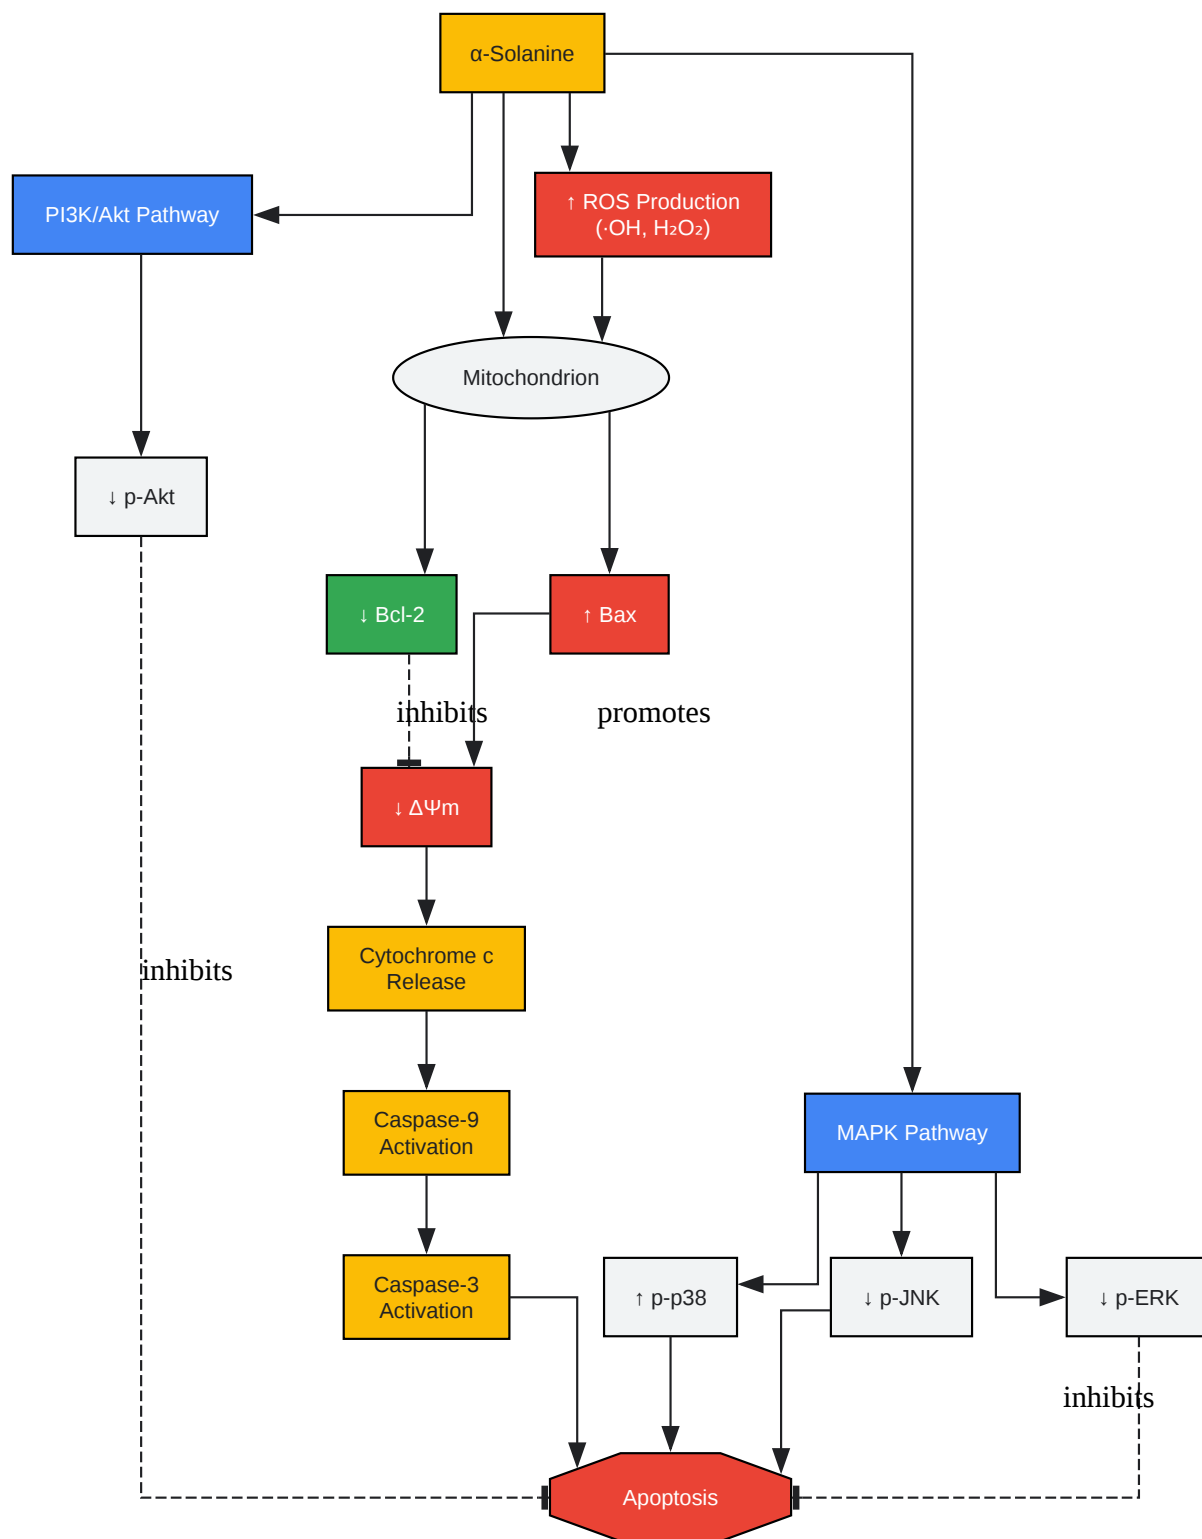 α-Solanine
PI3K/Akt Pathway
↑ ROS Production
(·OH, H₂O₂)
Mitochondrion
↓ p-Akt
↓ Bcl-2
↑ Bax
inhibits
promotes
↓ ΔΨm
Cytochrome c
Release
inhibits
Caspase-9
Activation
MAPK Pathway
Caspase-3
Activation
↑ p-p38
↓ p-JNK
↓ p-ERK
inhibits
Apoptosis